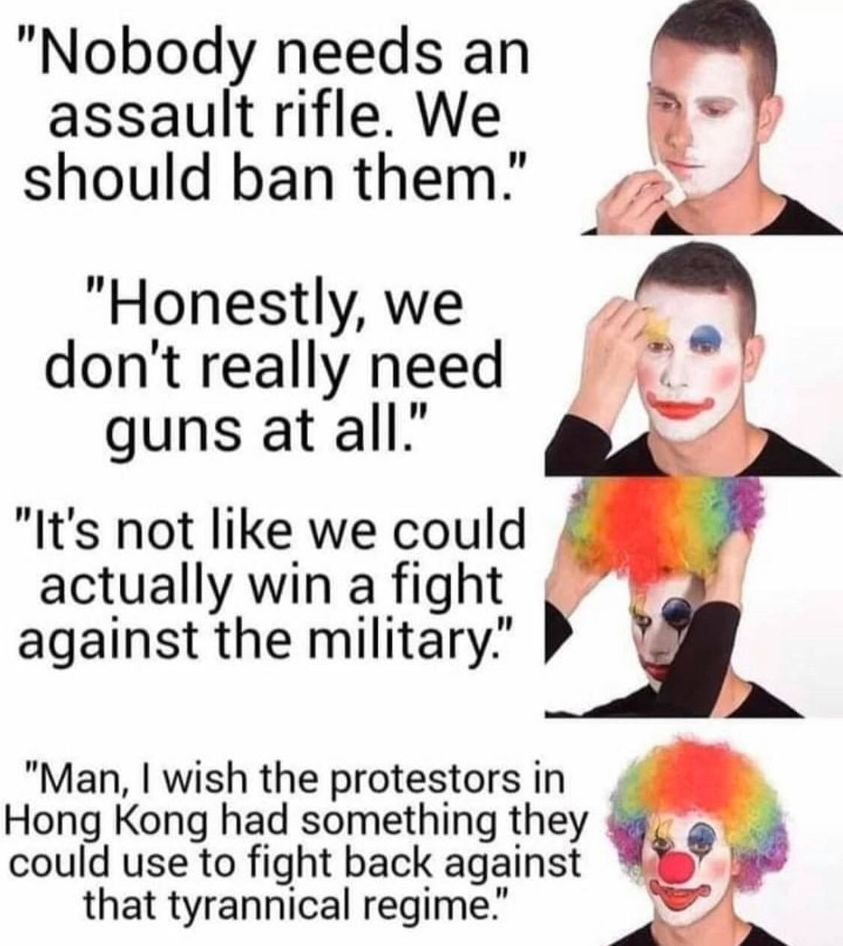 "Nobody needs an
assault rifle. We
should ban them."
"Honestly, we
don't really need
guns at all."
"It's not like we could
actually win a fight
against the military."
"Man, I wish the protestors in
Hong Kong had something they
could use to fight back against
that tyrannical regime."